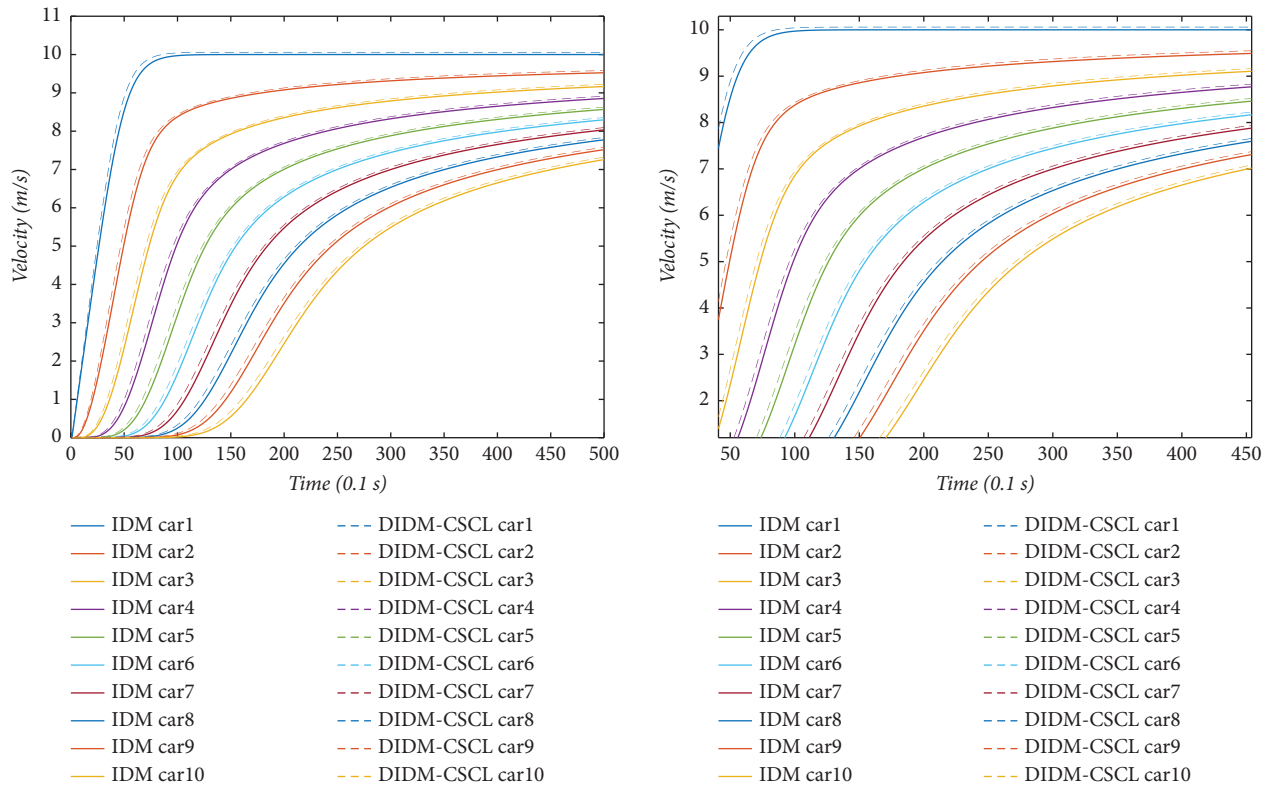 11
10
9
8
7
6
5
4
3
2
1
0
Velocity (m/s)
0 50 100 150 200 250 300 350 400 450 500
Time (0.1 s)
IDM car1 DIDM-CSCL car1
IDM car2 DIDM-CSCL car2
IDM car3 DIDM-CSCL car3
IDM car4 DIDM-CSCL car4
IDM car5 DIDM-CSCL car5
IDM car6 DIDM-CSCL car6
IDM car7 DIDM-CSCL car7
IDM car8 DIDM-CSCL car8
IDM car9 DIDM-CSCL car9
IDM car10 DIDM-CSCL car10
10
9
8
7
6
5
4
3
2
Velocity (m/s)
50 100 150 200 250 300 350 400 450
Time (0.1 s)
IDM car1 DIDM-CSCL car1
IDM car2 DIDM-CSCL car2
IDM car3 DIDM-CSCL car3
IDM car4 DIDM-CSCL car4
IDM car5 DIDM-CSCL car5
IDM car6 DIDM-CSCL car6
IDM car7 DIDM-CSCL car7
IDM car8 DIDM-CSCL car8
IDM car9 DIDM-CSCL car9
IDM car10 DIDM-CSCL car10